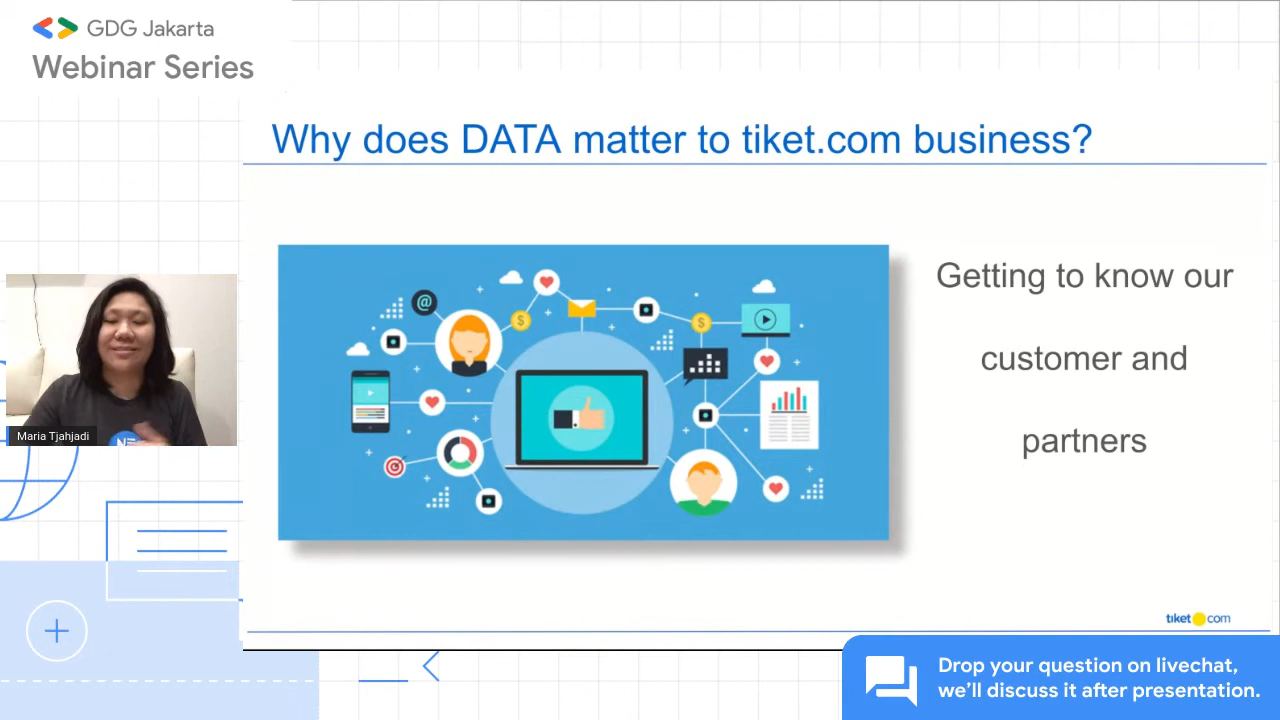 GDG Jakarta
Webinar Series
Why does DATA matter to tiket.com business?
@
$
$
Getting to know our
customer and
partners
Maria Tjahjadi
tiket com
Drop your question on livechat,
we'll discuss it after presentation.